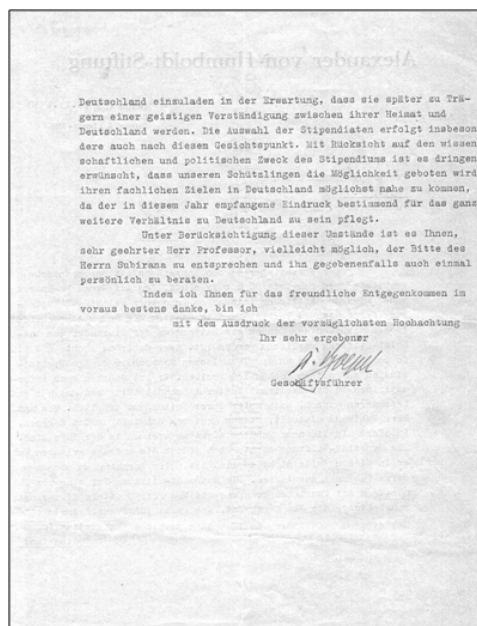 Alexander von Humboldt-Stiftung
Deutschland einzuladen in der Erwartung, dass sie später zu Trä-
gern einer geistigen Verständigung zwischen ihrer Heimat und
Deutschland werden. Die Auswahl der Stipendiaten erfolgt insbeson
dere auch nach diesem Gesichtspunkt. Mit Rücksicht auf den wissen
schaftlichen und politischen Zweck des Stipendiums ist es dringen
erwünscht, dass unseren Schützlingen die Möglichkeit geboten wird
ihren fachlichen Zielen in Deutschland möglichst nahe zu kommen,
da der in diesem Jahr empfangene Eindruck bestimmend für das ganz
weitere Verhältnis zu Deutschland zu sein pflegt.
Unter Berücksichtigung dieser Umstände ist es Ihnen,
sehr geehrter Herr Professor, vielleicht möglich, der Bitte des
Herrn Subirana zu entsprechen und ihn gegebenenfalls auch einmal
persönlich zu beraten.
Indem ich Ihnen für das freundliche Entgegenkommen im
voraus bestens danke, bin ich
mit dem Ausdruck der vorzüglichsten Hochachtung
Ihr sehr ergebener
Geschäftsführer